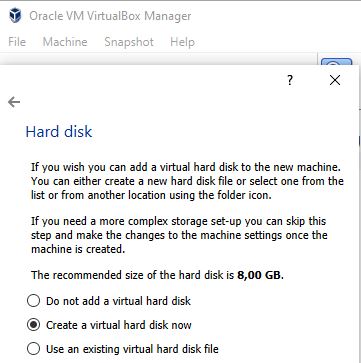 Oracle VM VirtualBox Manager
File Machine Snapshot Help
? ×
←
Hard disk
If you wish you can add a virtual hard disk to the new machine.
You can either create a new hard disk file or select one from the
list or from another location using the folder icon.
If you need a more complex storage set-up you can skip this
step and make the changes to the machine settings once the
machine is created.
The recommended size of the hard disk is 8,00 GB.
Do not add a virtual hard disk
Create a virtual hard disk now
Use an existing virtual hard disk file